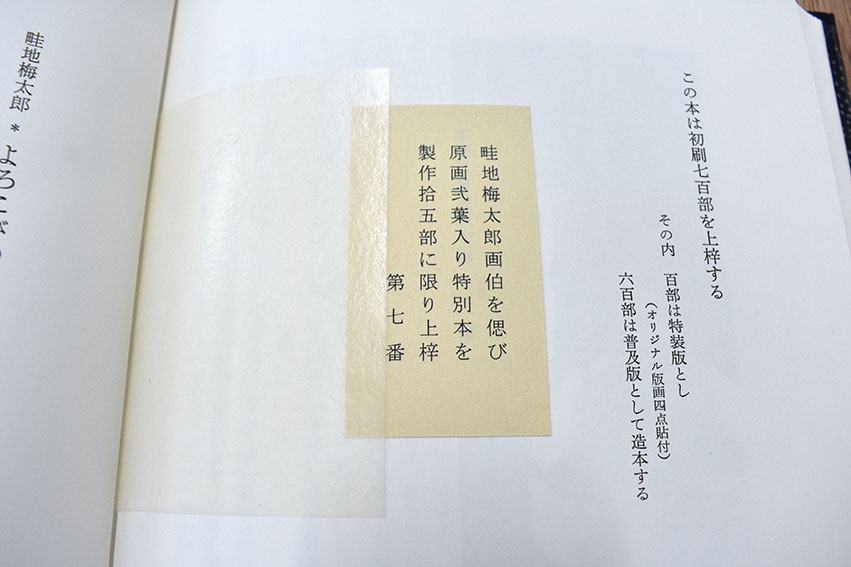 この本は初刷七百部を上梓する
その内 百部は特装版とし
(オリジナル版画四点貼付)
六百部は普及版として造本する
畦地梅太郎画伯を偲び
原画弐葉入り特別本を
製作拾五部に限り上梓
第七番
畦地梅太郎*よろこび